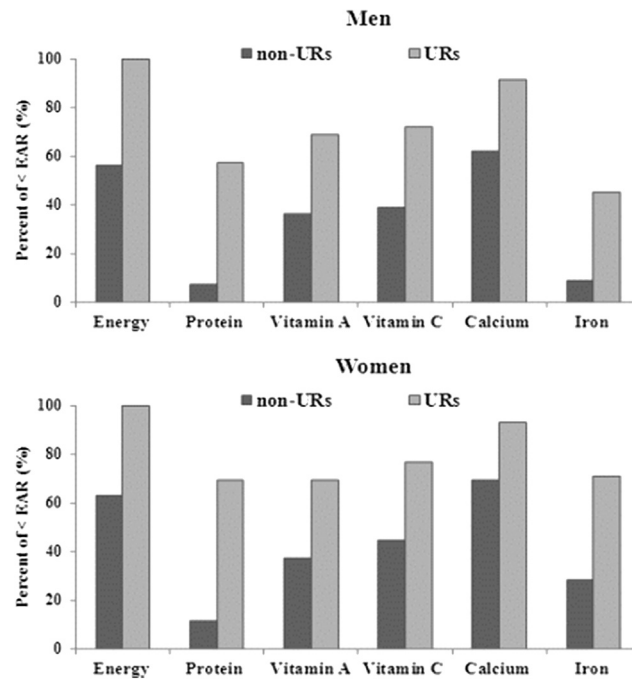 Men
non-URs URs
Percent of < EAR (%)
100
80
60
40
20
0
Energy Protein Vitamin A Vitamin C Calcium Iron
Women
non-URs URs
Percent of < EAR (%)
100
80
60
40
20
0
Energy Protein Vitamin A Vitamin C Calcium Iron